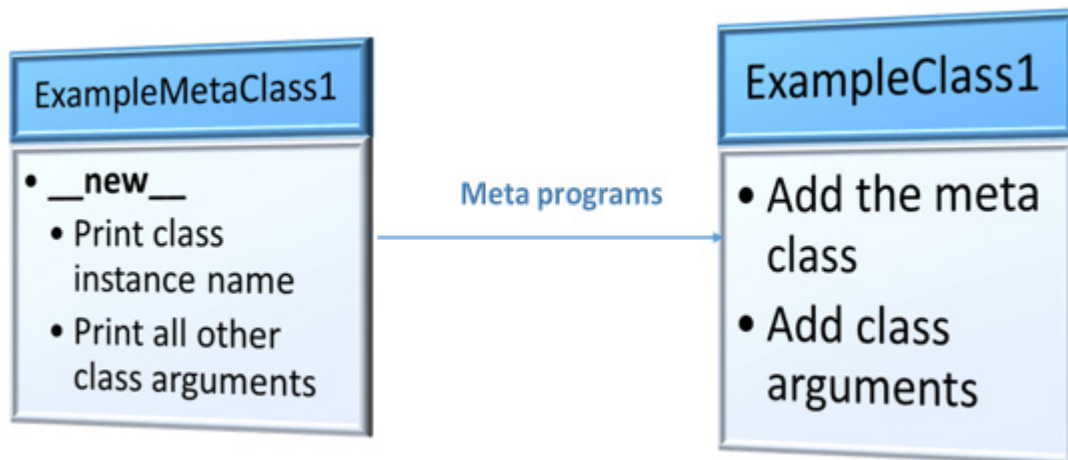 ExampleMetaClass1
• __new__
• Print class
instance name
• Print all other
class arguments
Meta programs
ExampleClass1
• Add the meta
class
• Add class
arguments